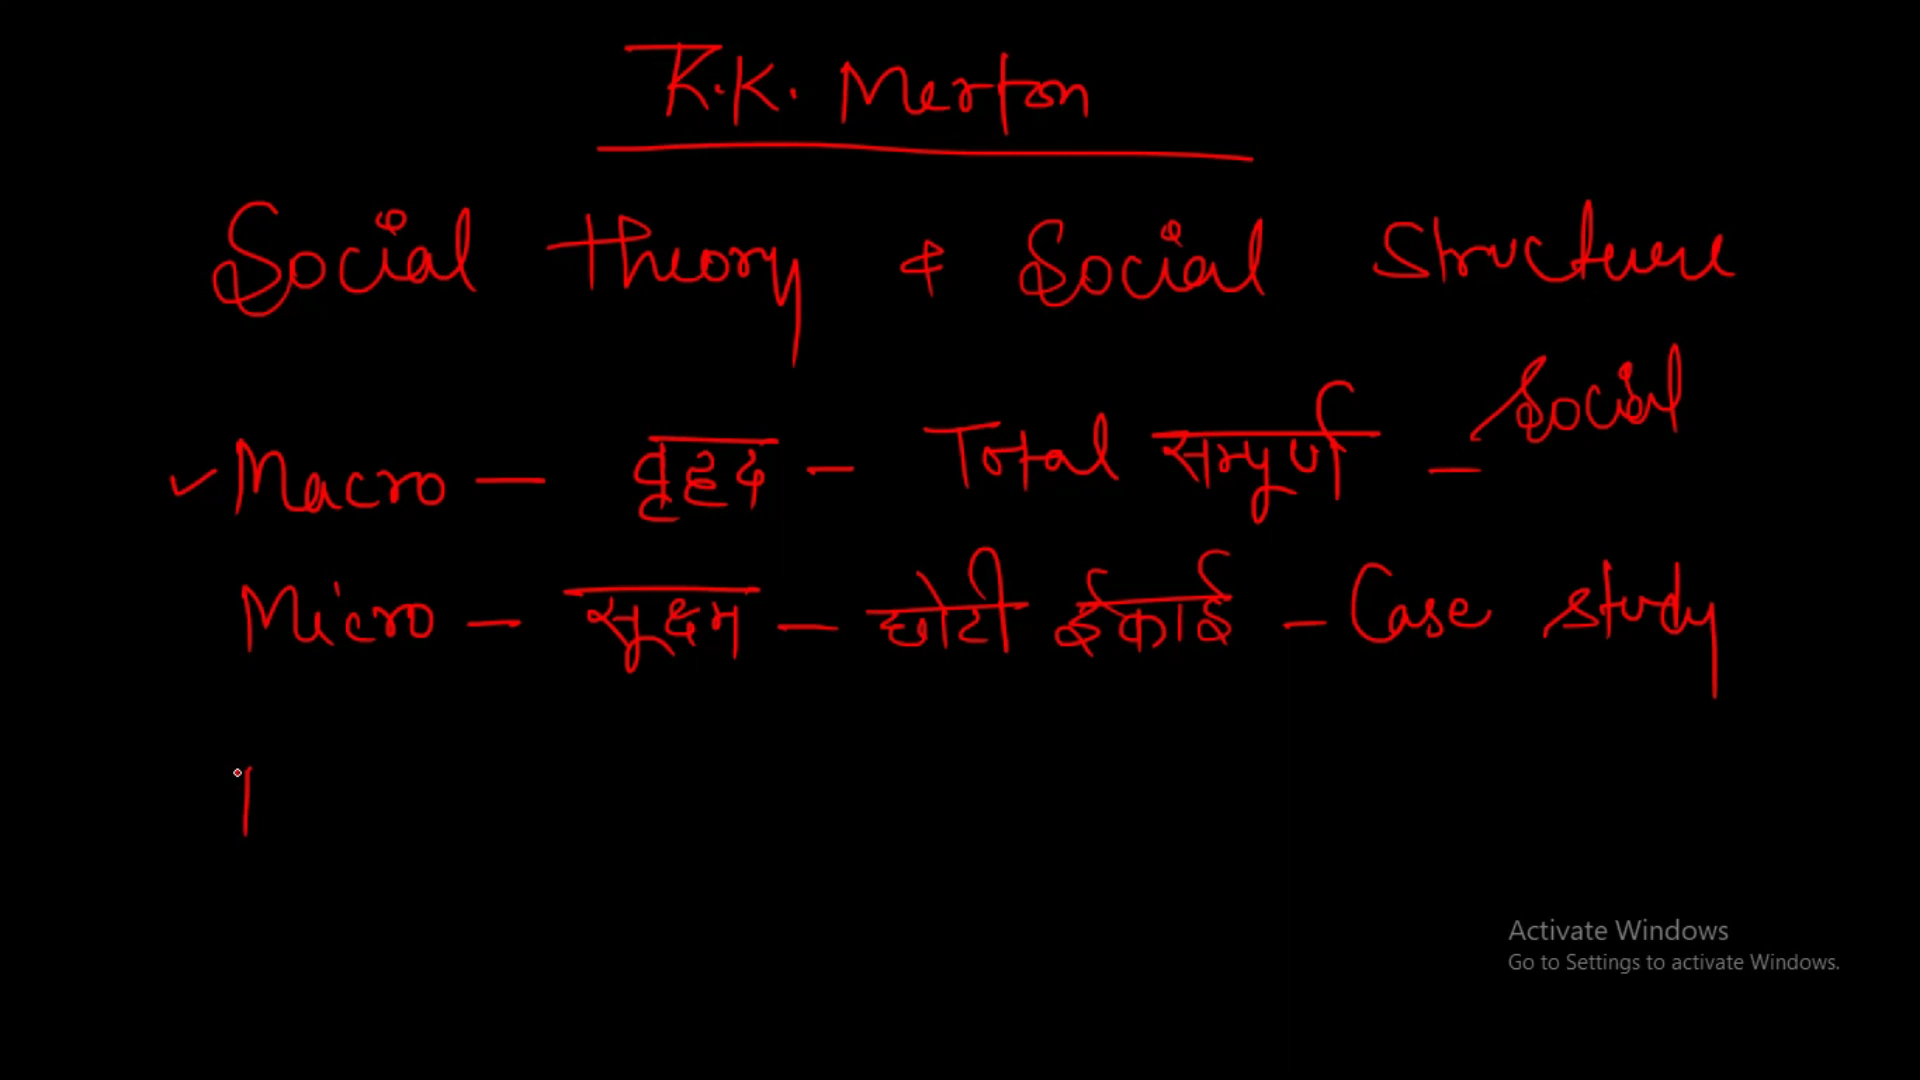 R.K. Merton
Social theory & Social Structure
Macro — वृहद — Total सम्पूर्ण — Social
Micro — सूक्ष्म — छोटी ईकाई — Case study
Activate Windows
Go to Settings to activate Windows.